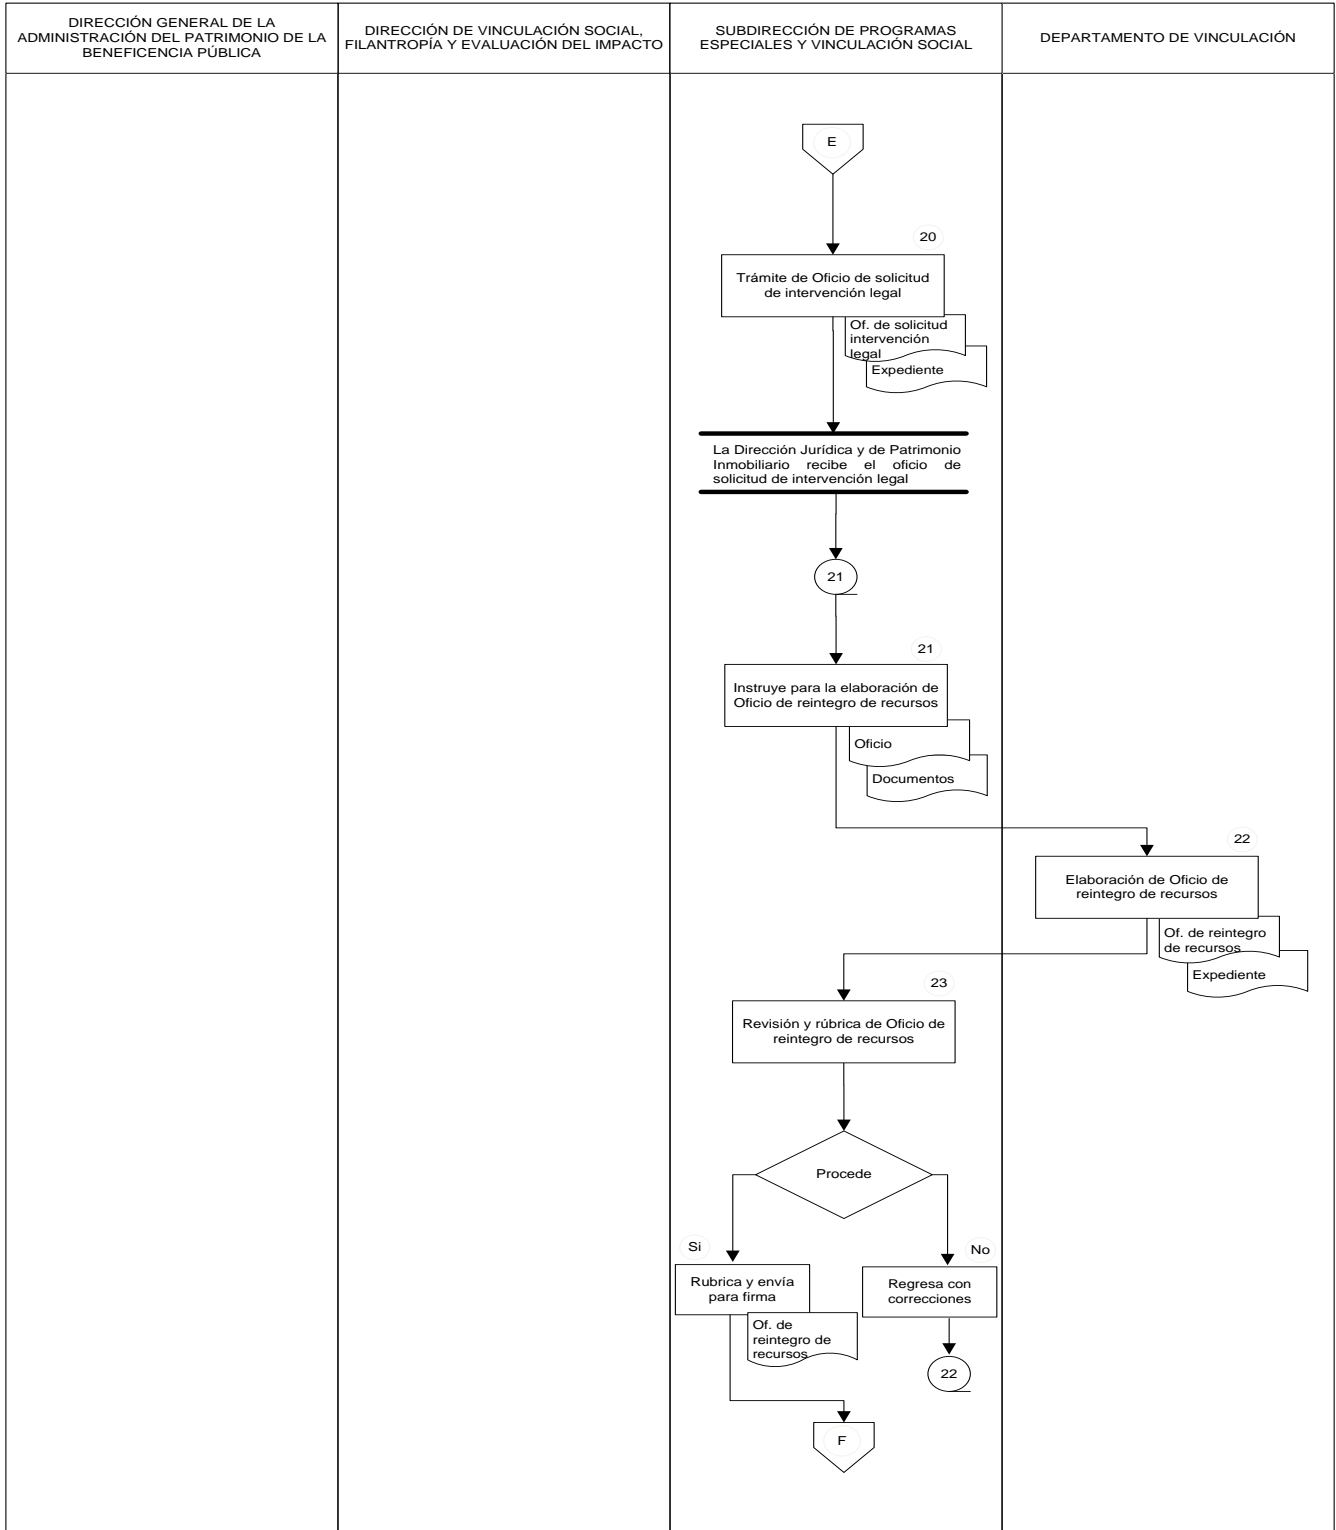 DIRECCIÓN GENERAL DE LA
ADMINISTRACIÓN DEL PATRIMONIO DE LA
BENEFICENCIA PÚBLICA
DIRECCIÓN DE VINCULACIÓN SOCIAL,
FILANTROPÍA Y EVALUACIÓN DEL IMPACTO
SUBDIRECCIÓN DE PROGRAMAS
ESPECIALES Y VINCULACIÓN SOCIAL
DEPARTAMENTO DE VINCULACIÓN
E
20
Trámite de Oficio de solicitud
de intervención legal
Of. de solicitud
intervención
legal
Expediente
La Dirección Jurídica y de Patrimonio
Inmobiliario recibe el oficio de
solicitud de intervención legal
21
21
Instruye para la elaboración de
Oficio de reintegro de recursos
Oficio
Documentos
22
Elaboración de Oficio de
reintegro de recursos
Of. de reintegro
de recursos
Expediente
23
Revisión y rúbrica de Oficio de
reintegro de recursos
Procede
Si
No
Rubrica y envía
para firma
Regresa con
correcciones
Of. de
reintegro de
recursos
22
F